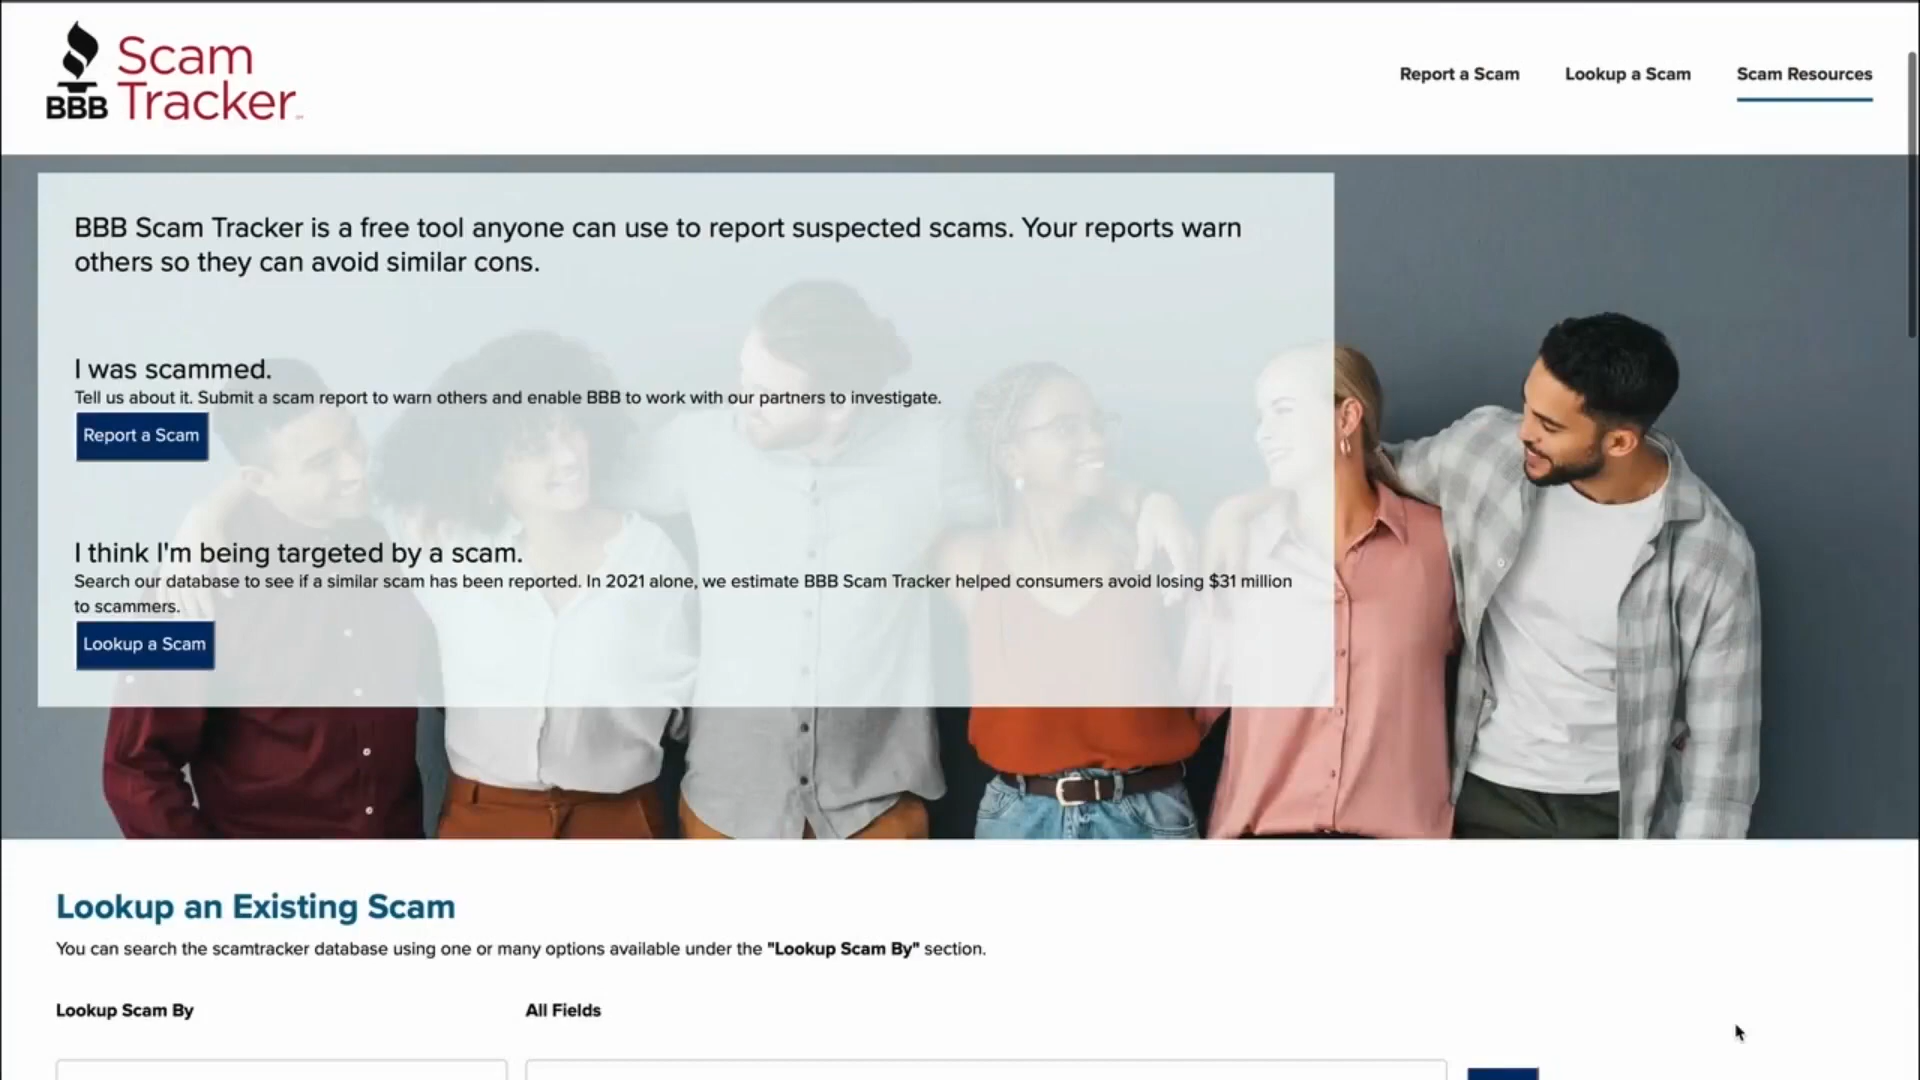 BBB Scam Tracker
Report a Scam
Lookup a Scam
Scam Resources
BBB Scam Tracker is a free tool anyone can use to report suspected scams. Your reports warn
others so they can avoid similar cons.
I was scammed.
Tell us about it. Submit a scam report to warn others and enable BBB to work with our partners to investigate.
Report a Scam
I think I'm being targeted by a scam.
Search our database to see if a similar scam has been reported. In 2021 alone, we estimate BBB Scam Tracker helped consumers avoid losing $31 million
to scammers.
Lookup a Scam
Lookup an Existing Scam
You can search the scamtracker database using one or many options available under the "Lookup Scam By" section.
Lookup Scam By
All Fields